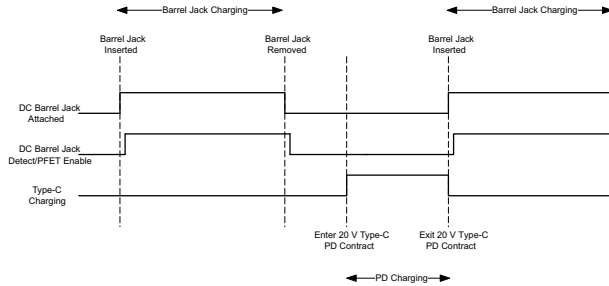 Barrel Jack Charging
Barrel Jack Charging
Barrel Jack
Inserted
Barrel Jack
Removed
Barrel Jack
Inserted
DC Barrel Jack
Attached
DC Barrel Jack
Detect/PFET Enable
Type-C
Charging
Enter 20 V Type-C
PD Contract
Exit 20 V Type-C
PD Contract
PD Charging